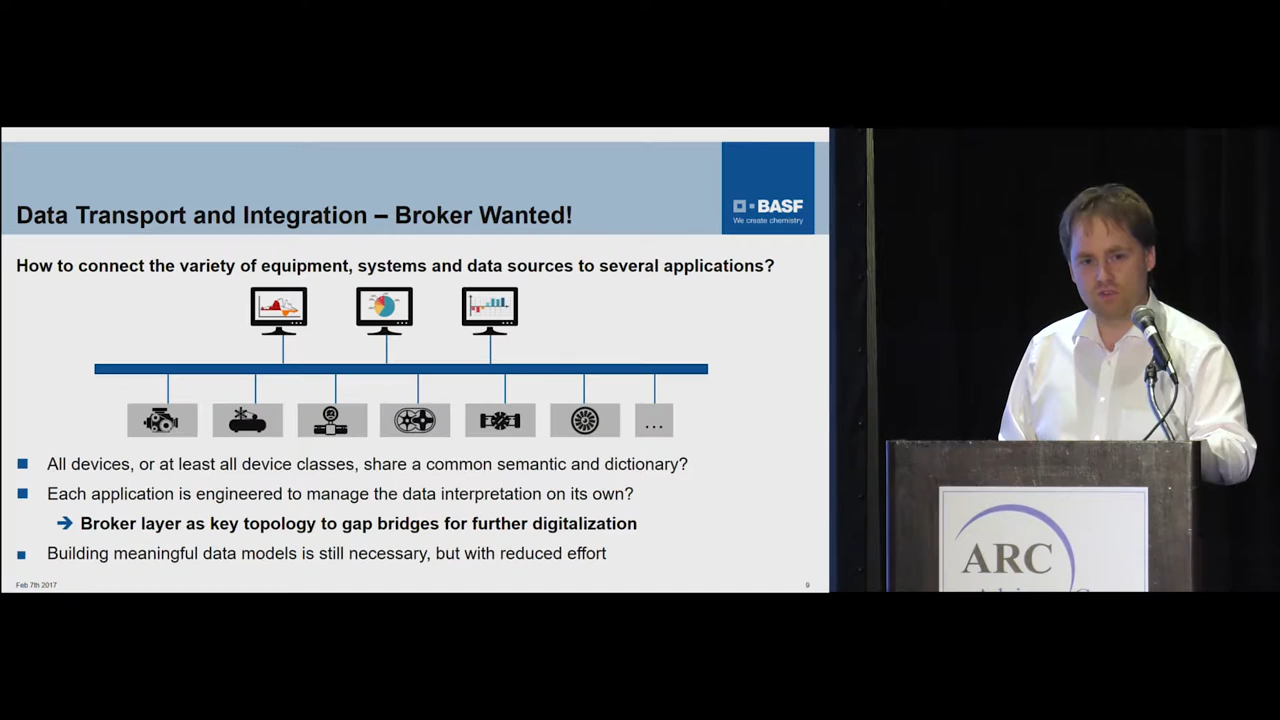 Data Transport and Integration – Broker Wanted!
BASF
We create chemistry
How to connect the variety of equipment, systems and data sources to several applications?
...
All devices, or at least all device classes, share a common semantic and dictionary?
Each application is engineered to manage the data interpretation on its own?
Broker layer as key topology to gap bridges for further digitalization
Building meaningful data models is still necessary, but with reduced effort
Feb 7th 2017
9
ARC